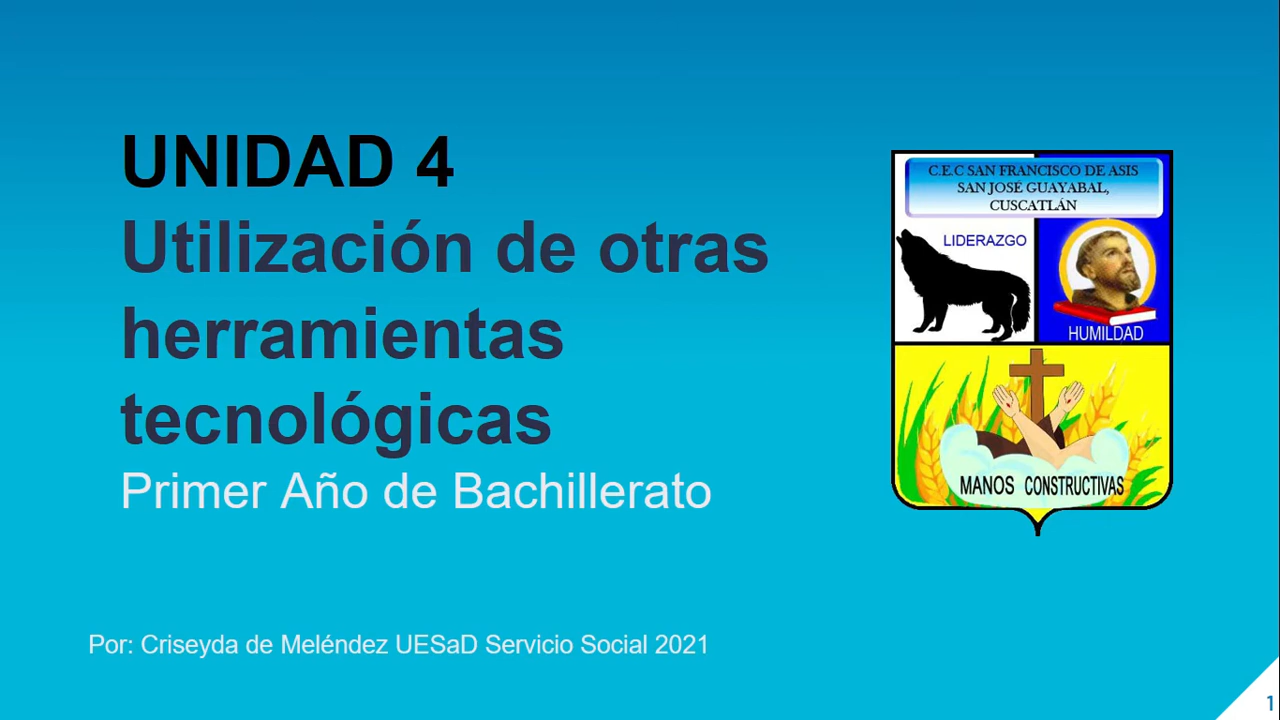 UNIDAD 4
Utilización de otras
herramientas
tecnológicas
Primer Año de Bachillerato
C.E.C SAN FRANCISCO DE ASIS
SAN JOSÉ GUAYABAL,
CUSCATLÁN
LIDERAZGO
HUMILDAD
MANOS CONSTRUCTIVAS
Por: Criseyda de Meléndez UESaD Servicio Social 2021
1